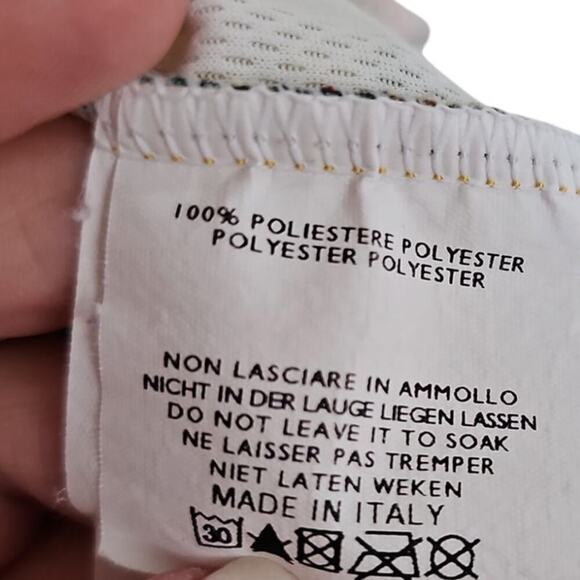 100% POLIESTERE POLYESTER
POLYESTER POLYESTER
NON LASCIARE IN AMMOLLO
NICHT IN DER LAUGE LIEGEN LASSEN
DO NOT LEAVE IT TO SOAK
NE LAISSER PAS TREMPER
NIET LATEN WEKEN
MADE IN ITALY
30